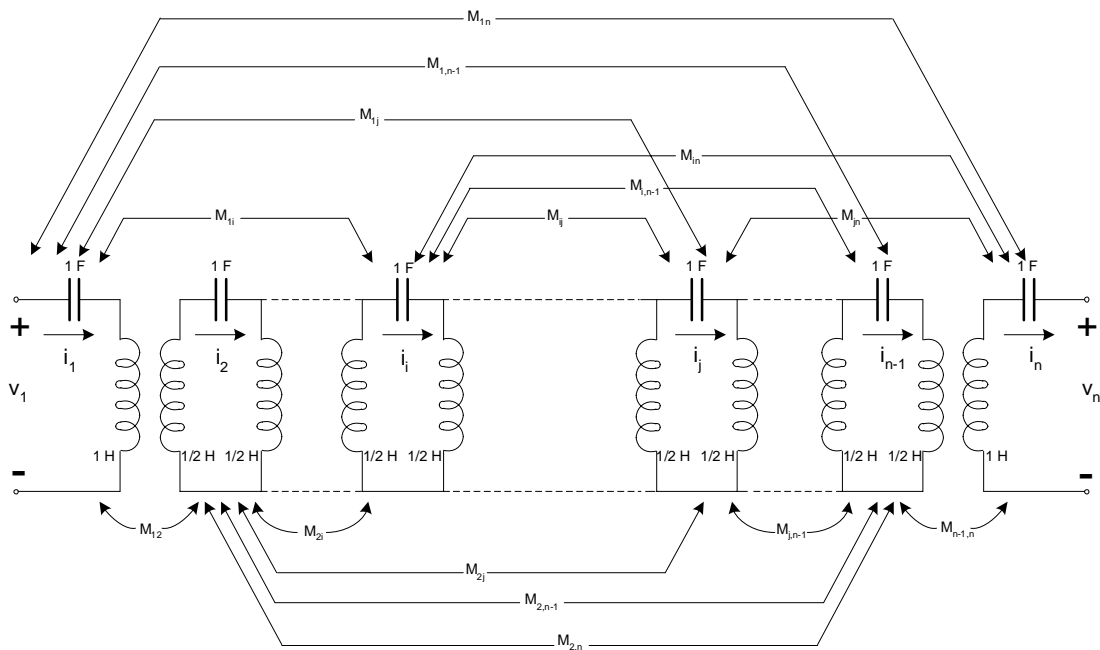 M1n
M1,n-1
M1j
Min
Mi,n-1
M1i
Mij
Mjn
1 F 1 F 1 F 1 F 1 F 1 F
+ +
i1 i2 ii ij in-1 in
v1 vn
1 H 1/2 H 1/2 H 1/2 H 1/2 H 1/2 H 1/2 H 1/2 H 1/2 H 1 H
- -
M12 M2i Mj,n-1 Mn-1,n
M2j
M2,n-1
M2,n